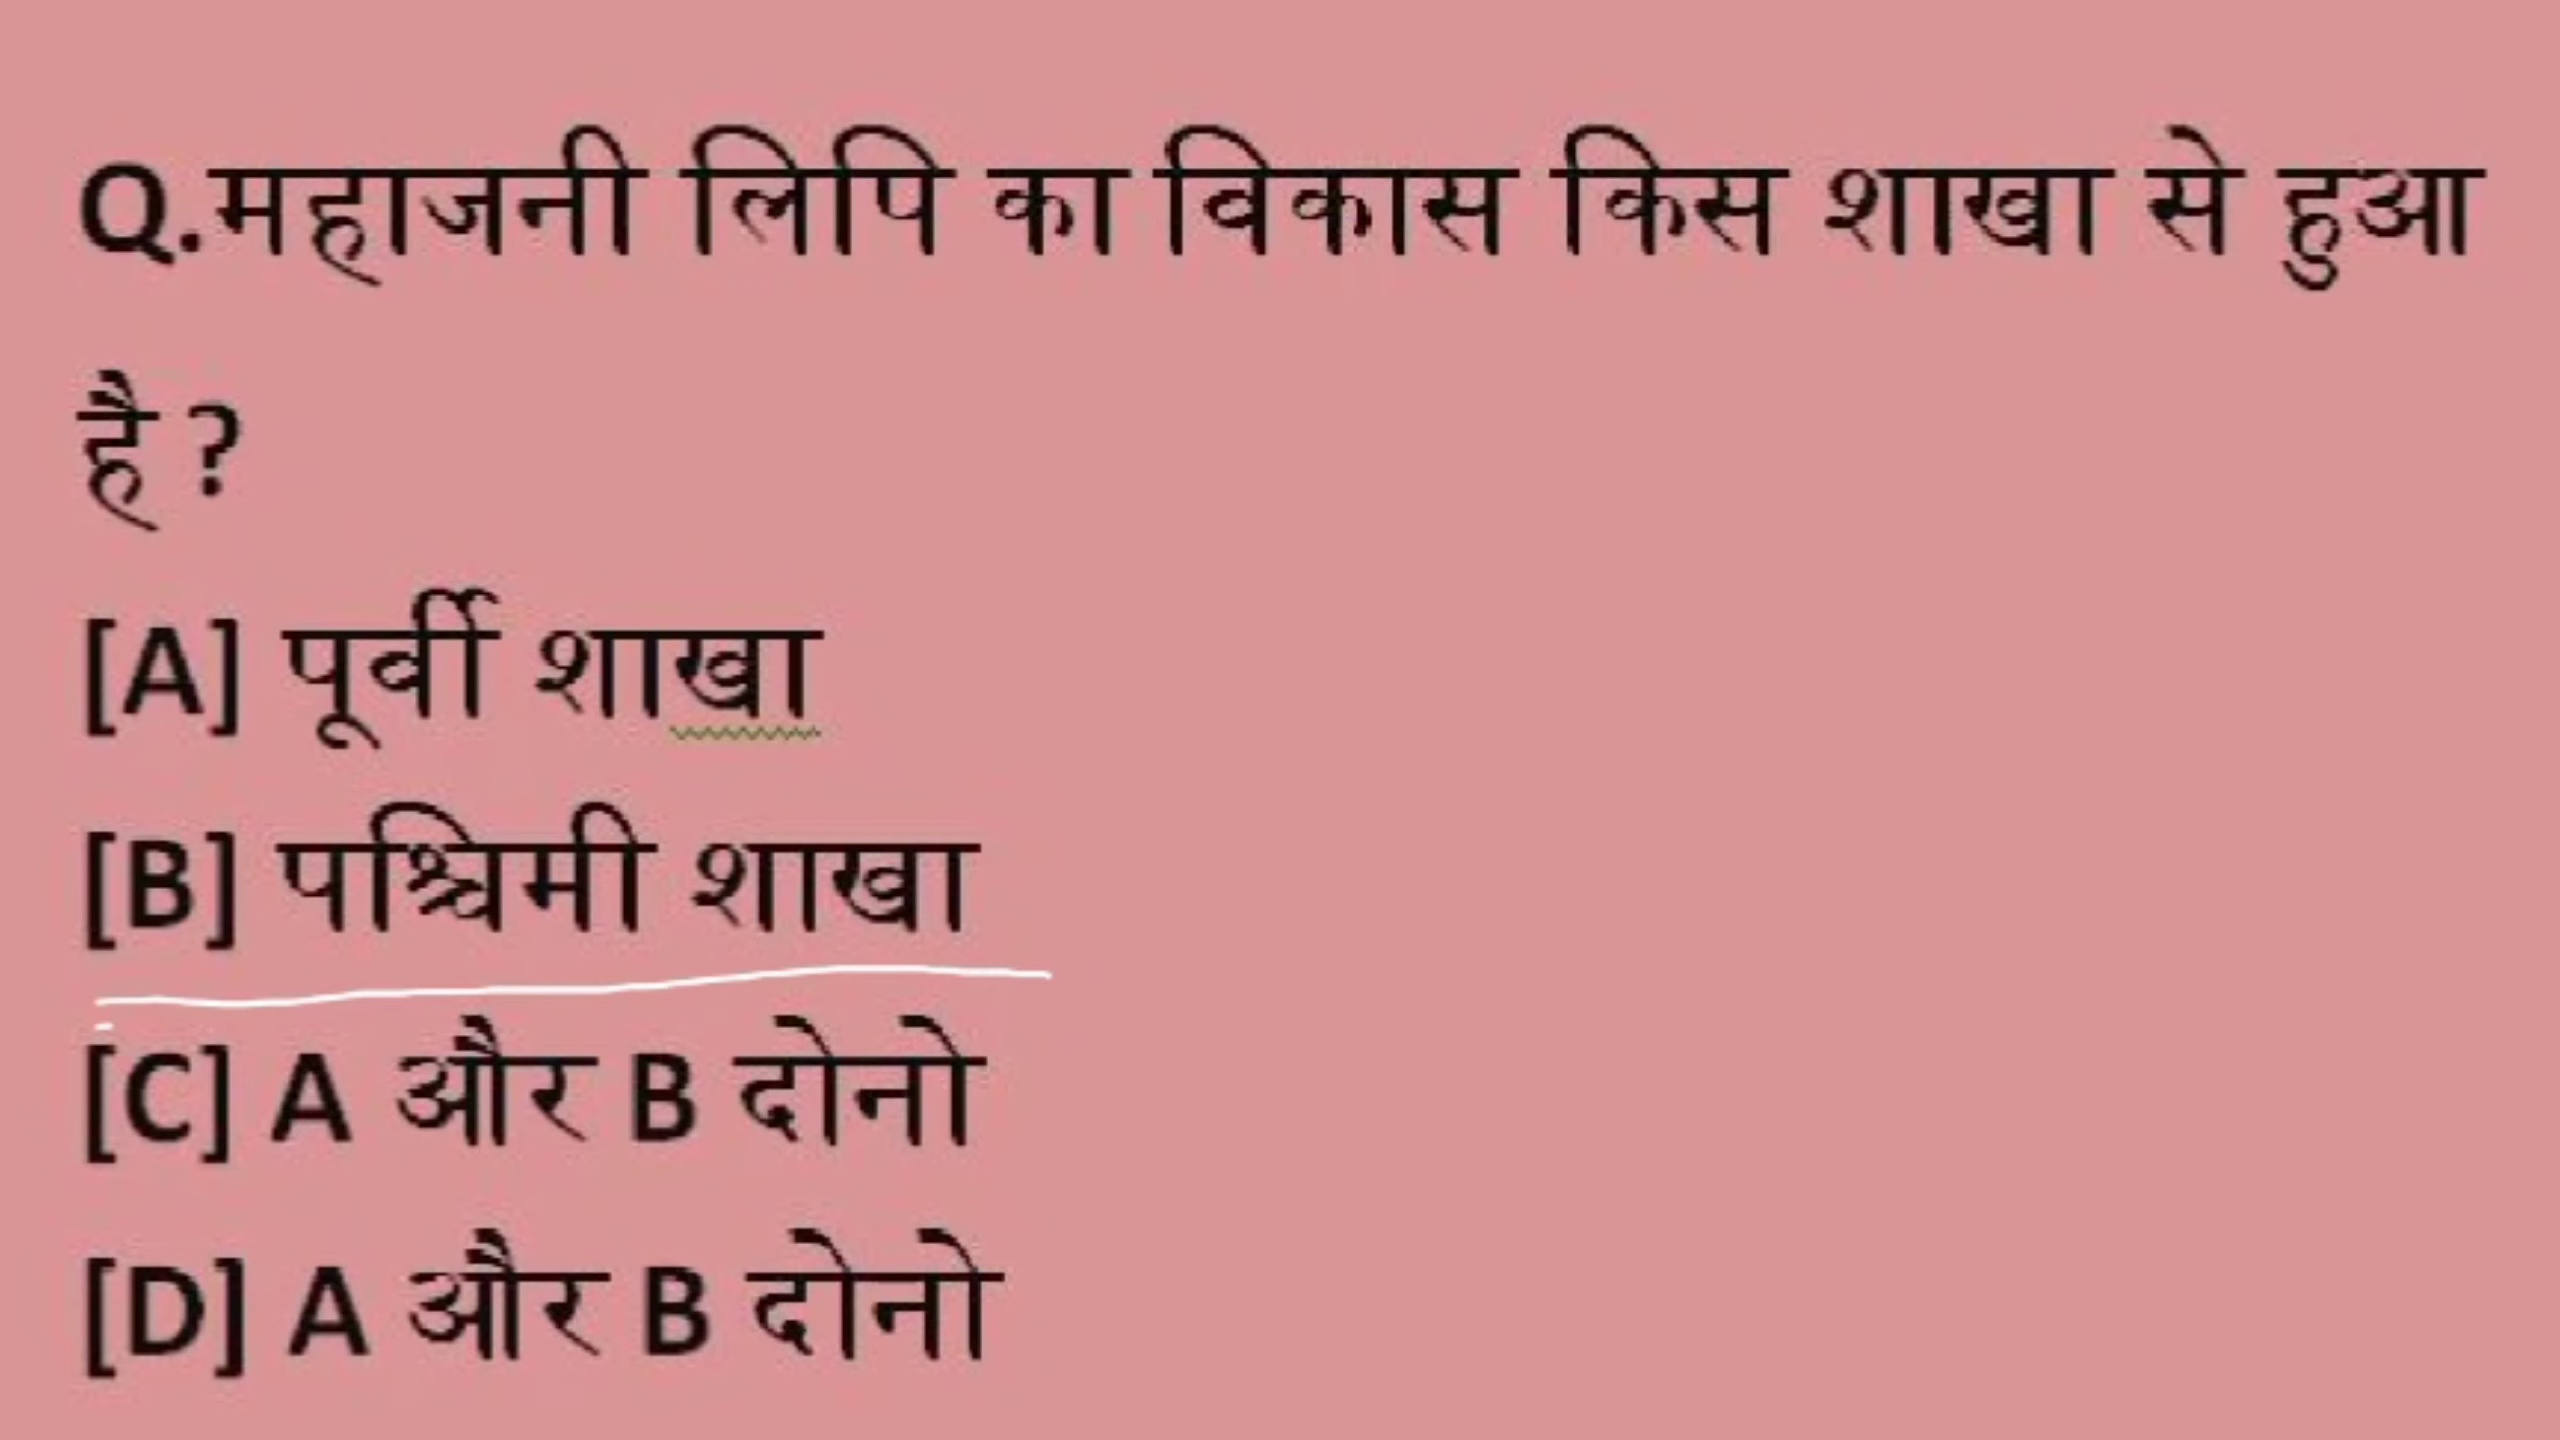 Q.महाजनी लिपि का विकास किस शाखा से हुआ
है ?
[A] पूर्वी शाखा
[B] पश्चिमी शाखा
[C] A और B दोनो
[D] A और B दोनो